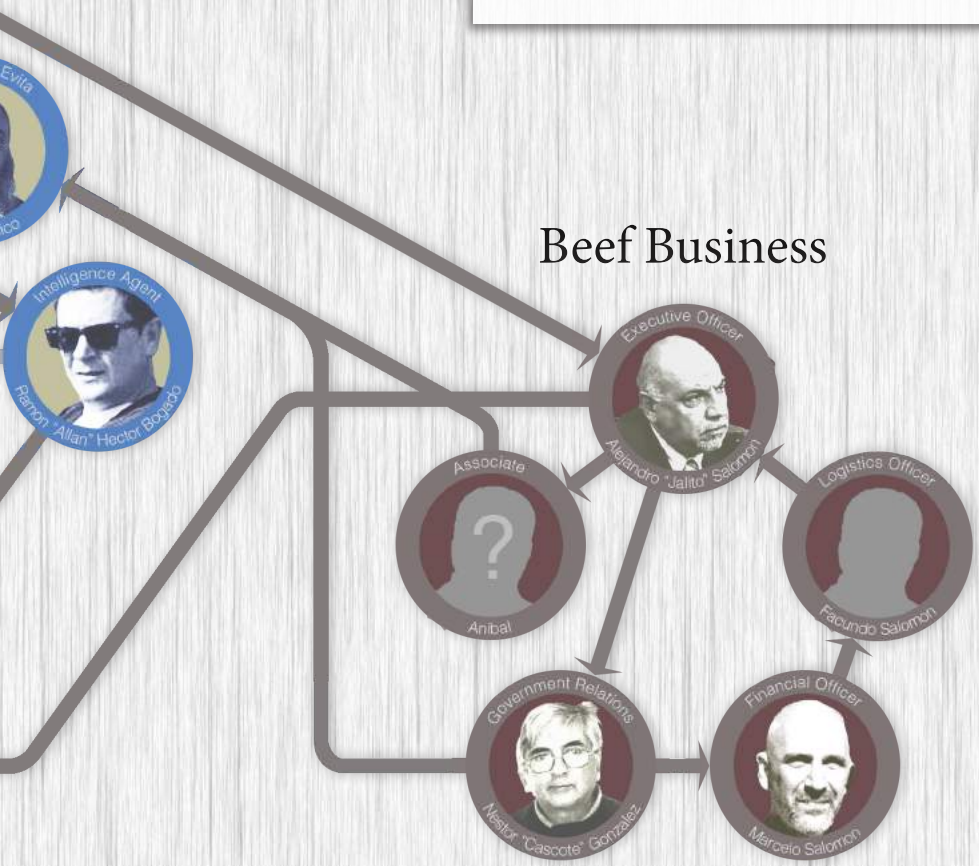 Evita
Intelligence Agent
Ramon "Allan" Hector Bogado
Beef Business
Executive Officer
Alejandro "Jalito" Salomon
Associate
?
Anibal
Logistics Officer
Facundo Salomon
Government Relations
Nestor "Cascote" Gonzalez
Financial Officer
Marcelo Salomon